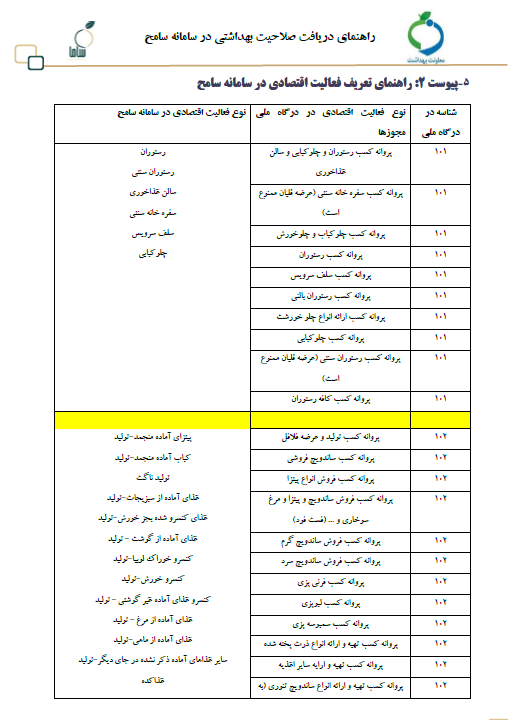 راهنمای دریافت صلاحیت بهداشتی در سامانه سامح
ساما
معاونت بهداشت
۵-پیوست ۲: راهنمای تعریف فعالیت اقتصادی در سامانه سامح
شناسه در درگاه ملی
نوع فعالیت اقتصادی در درگاه ملی مجوزها
نوع فعالیت اقتصادی در سامانه سامح
۱۰۱ پروانه کسب رستوران و چلوکبابی و سالن غذاخوری
۱۰۱ پروانه کسب سفره خانه سنتی (عرضه قلیان ممنوع است)
۱۰۱ پروانه کسب چلوکباب و چلوخورش
۱۰۱ پروانه کسب رستوران
۱۰۱ پروانه کسب سلف سرویس
۱۰۱ پروانه کسب رستوران بالنی
۱۰۱ پروانه کسب ارائه انواع چلو خورشت
۱۰۱ پروانه کسب چلوکبابی
۱۰۱ پروانه کسب رستوران سنتی (عرضه قلیان ممنوع است)
۱۰۱ پروانه کسب کافه رستوران
رستوران
رستوران سنتی
سالن غذاخوری
سفره خانه سنتی
سلف سرویس
چلوکبابی
۱۰۲ پروانه کسب تولید و عرضه فلافل
۱۰۲ پروانه کسب ساندویچ فروشی
۱۰۲ پروانه کسب فروش انواع پیتزا
۱۰۲ پروانه کسب فروش ساندویچ و پیتزا و مرغ سوخاری و ... (فست فود)
۱۰۲ پروانه کسب فروش ساندویچ گرم
۱۰۲ پروانه کسب فروش ساندویچ سرد
۱۰۲ پروانه کسب فرنی پزی
۱۰۲ پروانه کسب لبوپزی
۱۰۲ پروانه کسب سمبوسه پزی
۱۰۲ پروانه کسب تهیه و ارائه انواع ذرت پخته شده
۱۰۲ پروانه کسب تهیه و ارایه سایر اغذیه
۱۰۲ پروانه کسب تهیه و ارائه انواع ساندویچ تنوری (به
پیتزای آماده منجمد-تولید
کباب آماده منجمد-تولید
تولید ناگت
غذای آماده از سبزیجات-تولید
غذای کنسرو شده بجز خورش-تولید
غذای آماده از گوشت - تولید
کنسرو خوراک لوبیا-تولید
کنسرو خورش-تولید
کنسرو غذای آماده غیر گوشتی - تولید
غذای آماده از مرغ - تولید
غذای آماده از ماهی-تولید
سایر غذاهای آماده ذکر نشده در جای دیگر-تولید
غذاکده